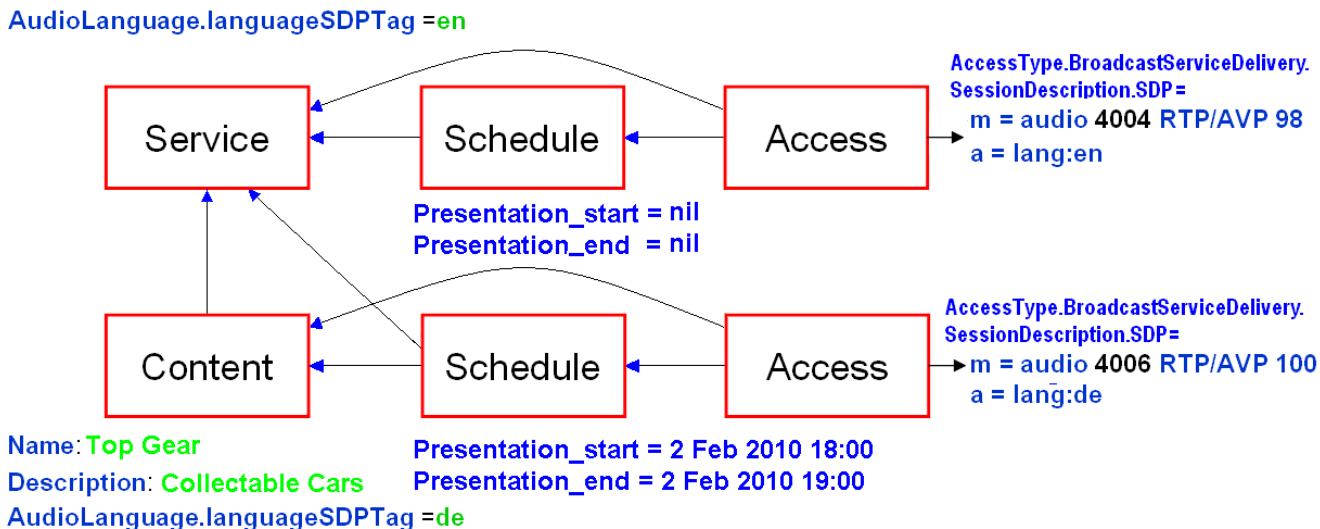 AudioLanguage.languageSDPTag =en
AccessType.BroadcastServiceDelivery.
SessionDescription.SDP=
m = audio 4004 RTP/AVP 98
a = lang:en
Service
Schedule
Access
Presentation_start = nil
Presentation_end = nil
AccessType.BroadcastServiceDelivery.
SessionDescription.SDP=
m = audio 4006 RTP/AVP 100
a = lang:de
Content
Schedule
Access
Name: Top Gear
Description: Collectable Cars
AudioLanguage.languageSDPTag =de
Presentation_start = 2 Feb 2010 18:00
Presentation_end = 2 Feb 2010 19:00